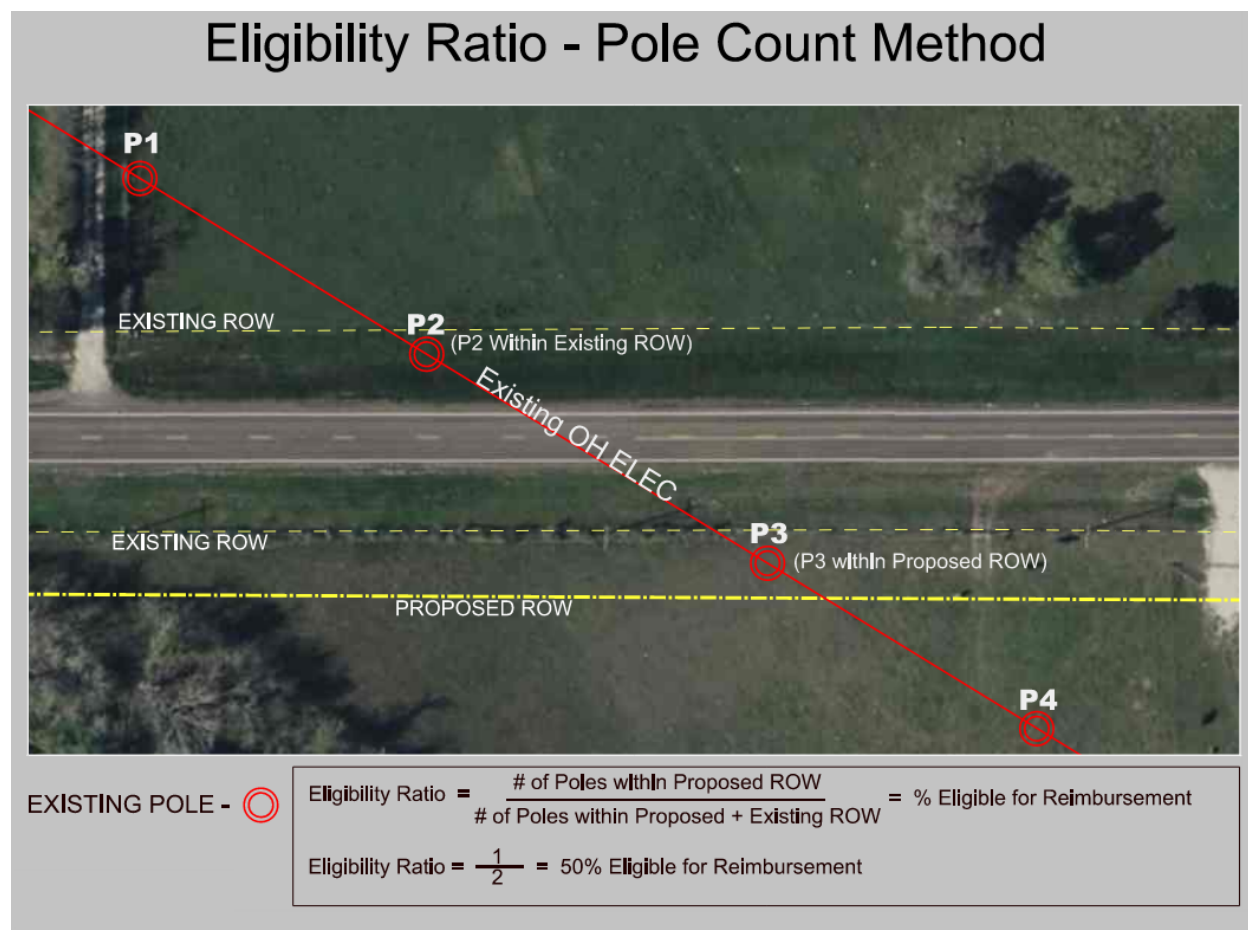 Eligibility Ratio - Pole Count Method
P1
EXISTING ROW
P2
(P2 Within Existing ROW)
Existing OH ELEC
EXISTING ROW
P3
(P3 within Proposed ROW)
PROPOSED ROW
P4
EXISTING POLE -
Eligibility Ratio = # of Poles within Proposed ROW / # of Poles within Proposed + Existing ROW = % Eligible for Reimbursement
Eligibility Ratio = 1 / 2 = 50% Eligible for Reimbursement